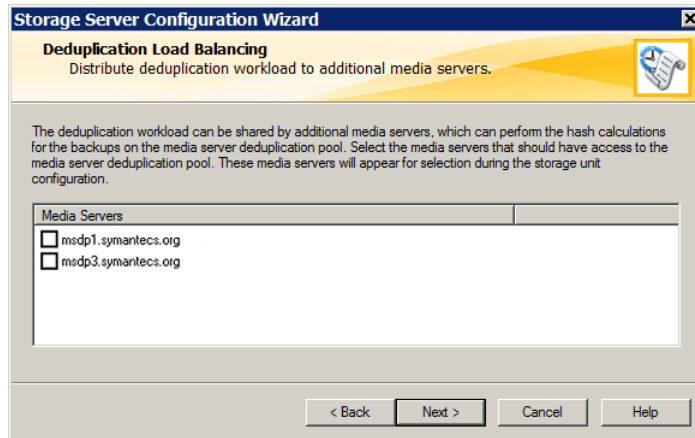 Storage Server Configuration Wizard
Deduplication Load Balancing
Distribute deduplication workload to additional media servers.
The deduplication workload can be shared by additional media servers, which can perform the hash calculations
for the backups on the media server deduplication pool. Select the media servers that should have access to the
media server deduplication pool. These media servers will appear for selection during the storage unit
configuration.
Media Servers
msdp1.symantecs.org
msdp3.symantecs.org
< Back Next > Cancel Help